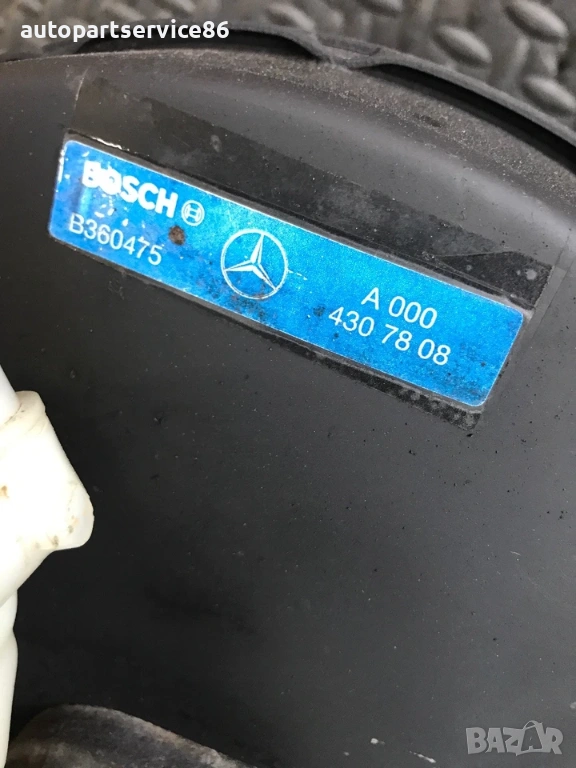 autopartservice86
BOSCH
B360475
A 000
430 78 08
BAZAR